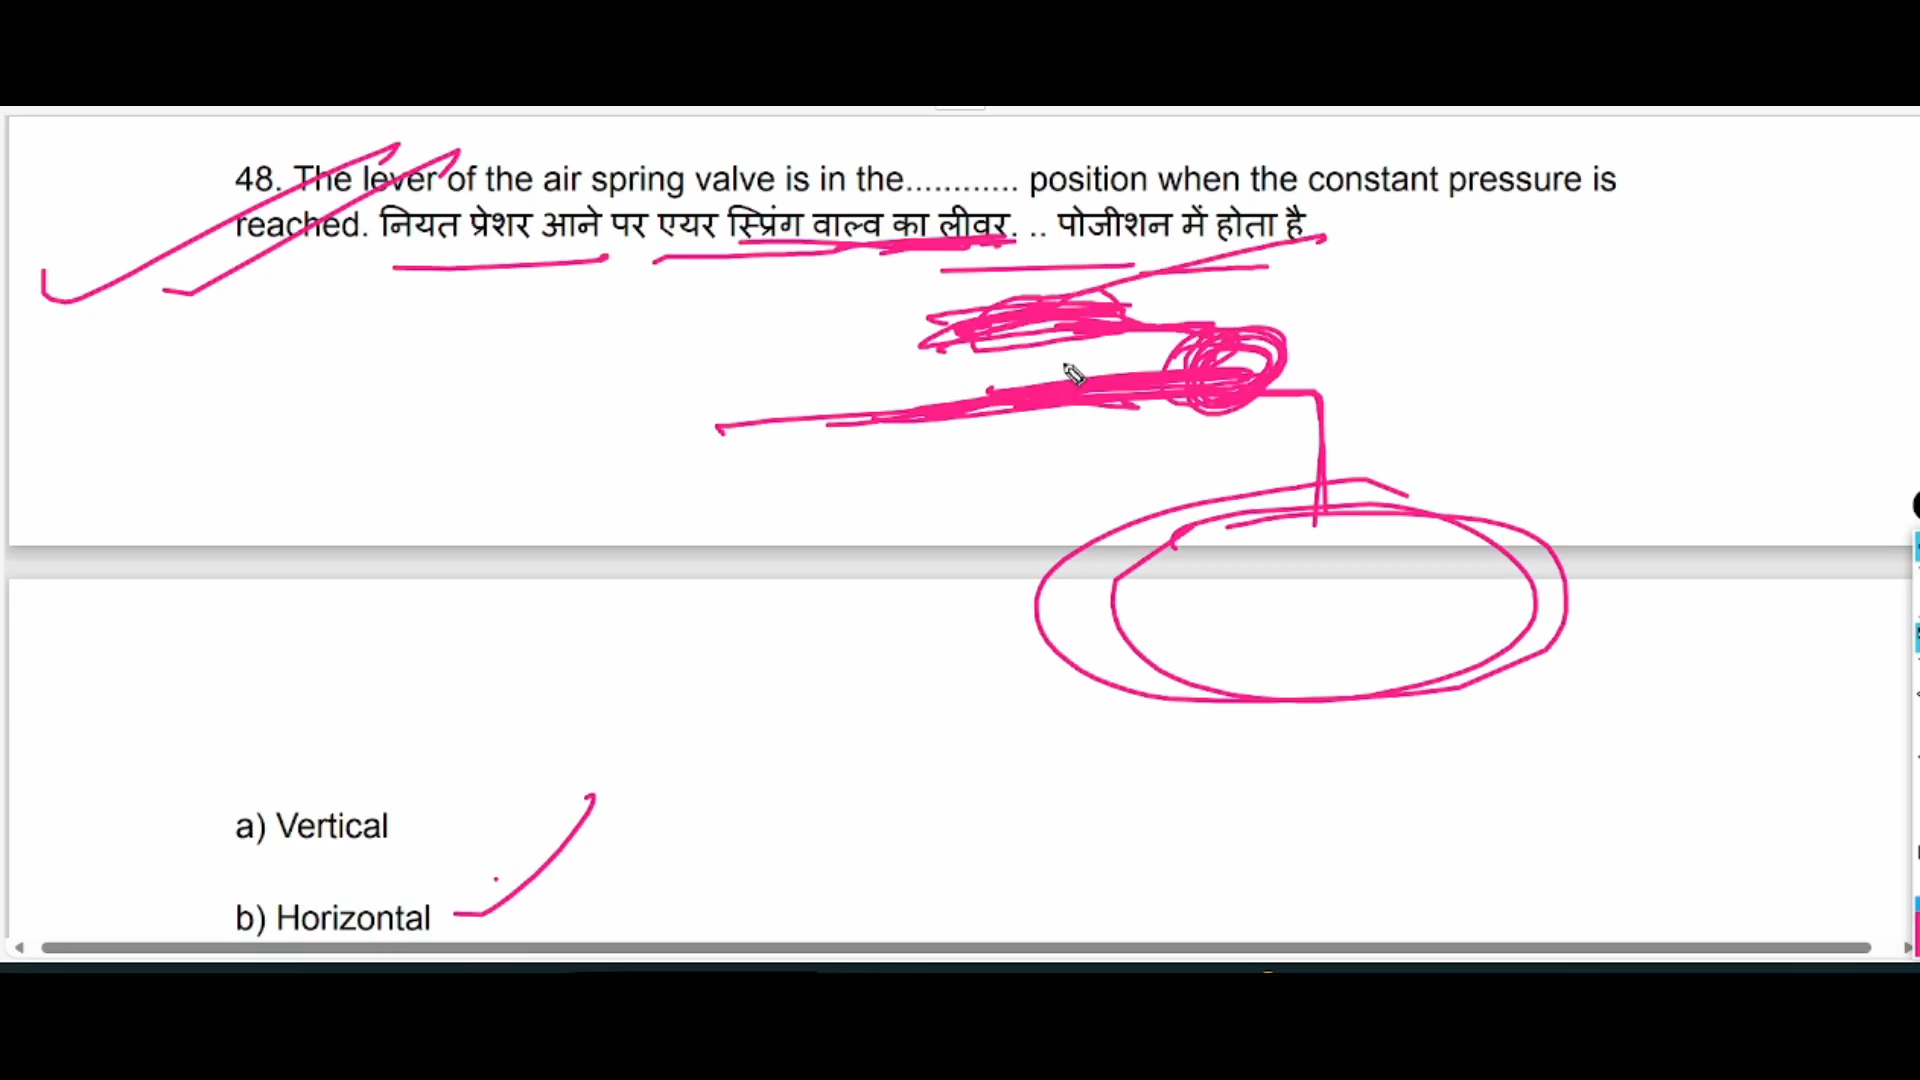 48. The lever of the air spring valve is in the............ position when the constant pressure is
reached. नियत प्रेशर आने पर एयर स्प्रिंग वाल्व का लीवर. .. पोजीशन में होता है
a) Vertical
b) Horizontal